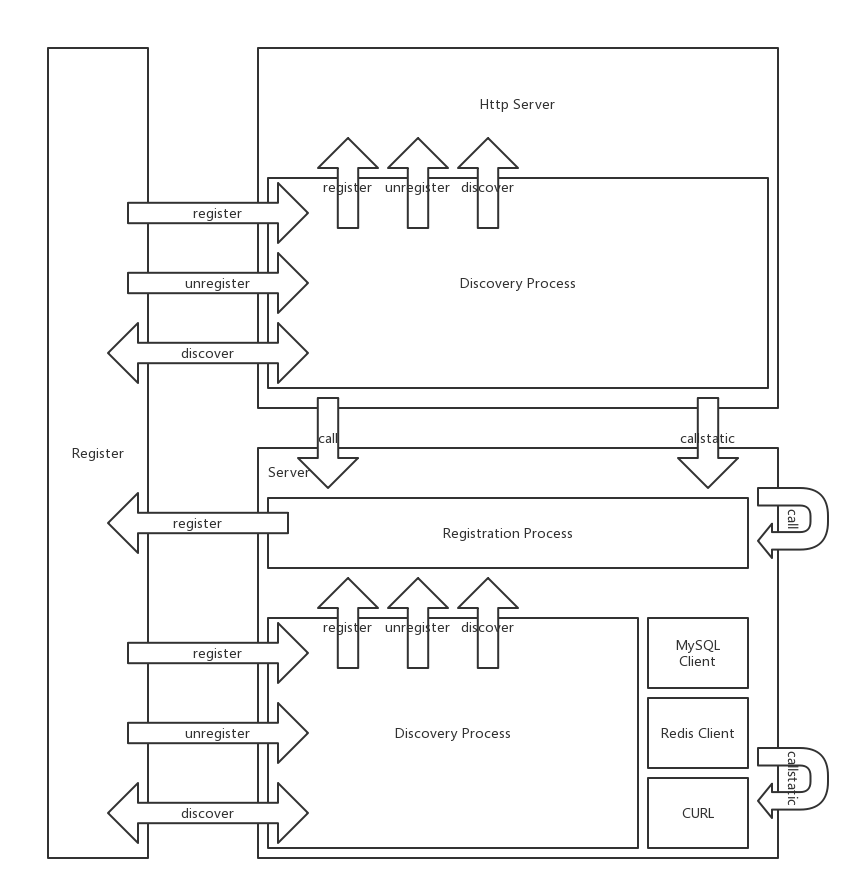 Http Server
register unregister discover
register
unregister
Discovery Process
discover
call
callstatic
Register
Server
call
register
Registration Process
register unregister discover
register
MySQL
Client
unregister
Discovery Process
Redis Client
callstatic
discover
CURL